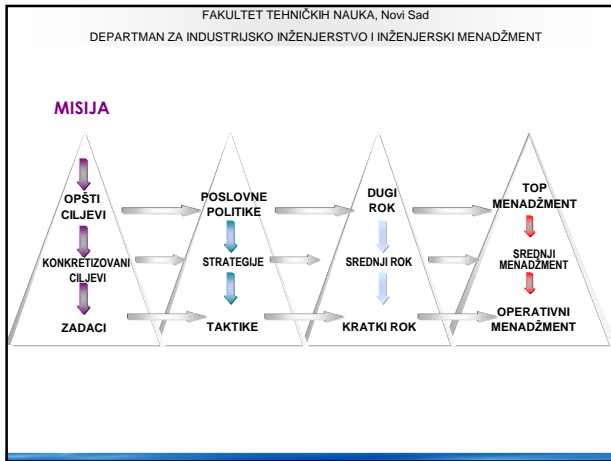 FAKULTET TEHNIČKIH NAUKA, Novi Sad
DEPARTMAN ZA INDUSTRIJSKO INŽENJERSTVO I INŽENJERSKI MENADŽMENT
MISIJA
OPŠTI
CILJEVI
POSLOVNE
POLITIKE
DUGI
ROK
TOP
MENADŽMENT
KONKRETIZOVANI
CILJEVI
STRATEGIJE
SREDNJI ROK
SREDNJI
MENADŽMENT
ZADACI
TAKTIKE
KRATKI ROK
OPERATIVNI
MENADŽMENT